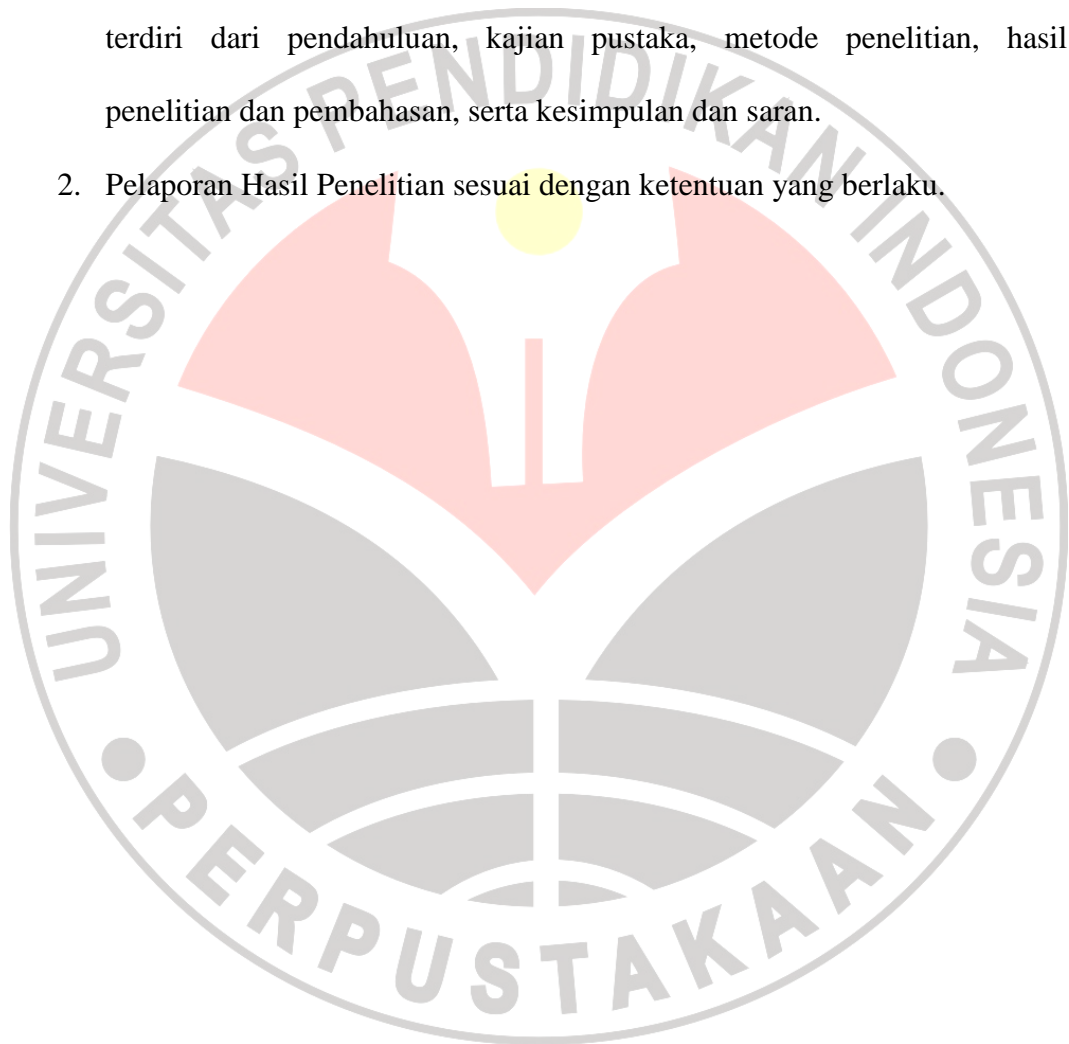 terdiri dari pendahuluan, kajian pustaka, metode penelitian, hasil
penelitian dan pembahasan, serta kesimpulan dan saran.
2. Pelaporan Hasil Penelitian sesuai dengan ketentuan yang berlaku.
UNIVERSITAS PENDIDIKAN INDONESIA
PERPUSTAKAAN